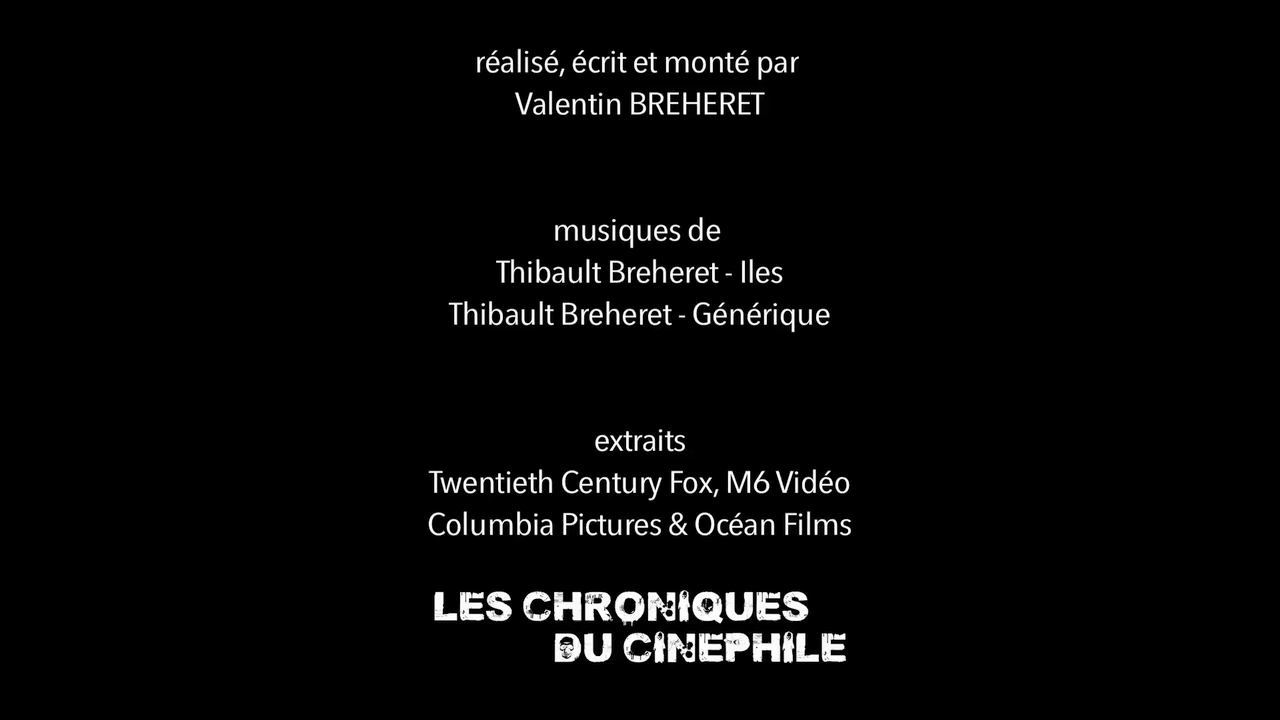 réalisé, écrit et monté par
Valentin BREHERET
musiques de
Thibault Breheret - Iles
Thibault Breheret - Générique
extraits
Twentieth Century Fox, M6 Vidéo
Columbia Pictures & Océan Films
LES CHRONIQUES
DU CINEPHILE